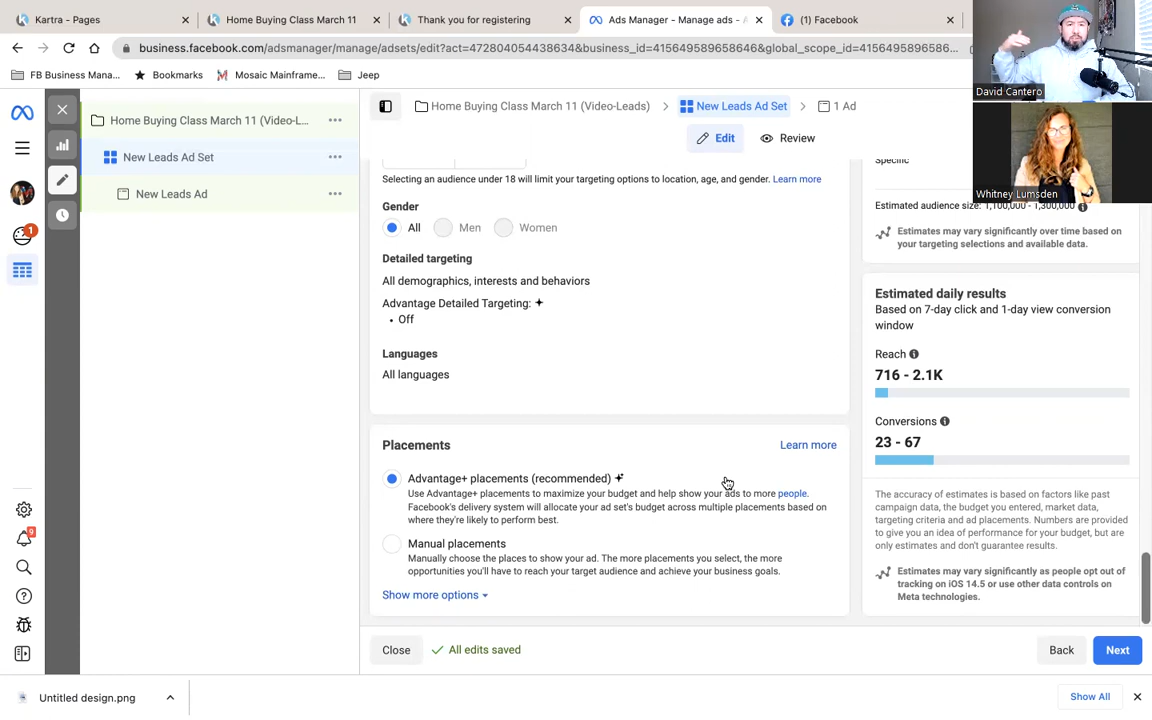 Kartra - Pages
Home Buying Class March 11
Thank you for registering
Ads Manager - Manage ads - A
(1) Facebook
business.facebook.com/adsmanager/manage/adsets/edit?act=472804054438634&business_id=415649589658646&global_scope_id=4156495896586...
FB Business Mana...
Bookmarks
Mosaic Mainframe...
Jeep
David Cantero
Whitney Lumsden
Home Buying Class March 11 (Video-L...
New Leads Ad Set
New Leads Ad
1
9
Home Buying Class March 11 (Video-Leads)
New Leads Ad Set
1 Ad
Edit
Review
Selecting an audience under 18 will limit your targeting options to location, age, and gender. Learn more
Gender
All
Men
Women
Detailed targeting
All demographics, interests and behaviors
Advantage Detailed Targeting:
• Off
Languages
All languages
Placements
Learn more
Advantage+ placements (recommended)
Use Advantage+ placements to maximize your budget and help show your ads to more people.
Facebook's delivery system will allocate your ad set's budget across multiple placements based on
where they're likely to perform best.
Manual placements
Manually choose the places to show your ad. The more placements you select, the more
opportunities you'll have to reach your target audience and achieve your business goals.
Show more options
Close
All edits saved
Back
Next
Specific
Estimated audience size: 1,100,000 - 1,300,000
Estimates may vary significantly over time based on
your targeting selections and available data.
Estimated daily results
Based on 7-day click and 1-day view conversion
window
Reach
716 - 2.1K
Conversions
23 - 67
The accuracy of estimates is based on factors like past
campaign data, the budget you entered, market data,
targeting criteria and ad placements. Numbers are provided
to give you an idea of performance for your budget, but are
only estimates and don't guarantee results.
Estimates may vary significantly as people opt out of
tracking on iOS 14.5 or use other data controls on
Meta technologies.
Untitled design.png
Show All